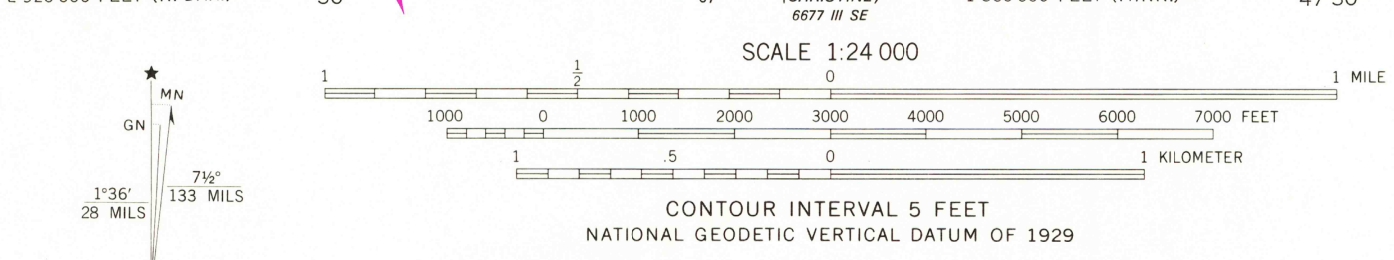 (CHRISTINE)
6677 III SE
SCALE 1:24 000
1 ½ 0 1 MILE
1000 0 1000 2000 3000 4000 5000 6000 7000 FEET
1 .5 0 1 KILOMETER
CONTOUR INTERVAL 5 FEET
NATIONAL GEODETIC VERTICAL DATUM OF 1929
★
MN
GN
1°36′
28 MILS
7½°
133 MILS